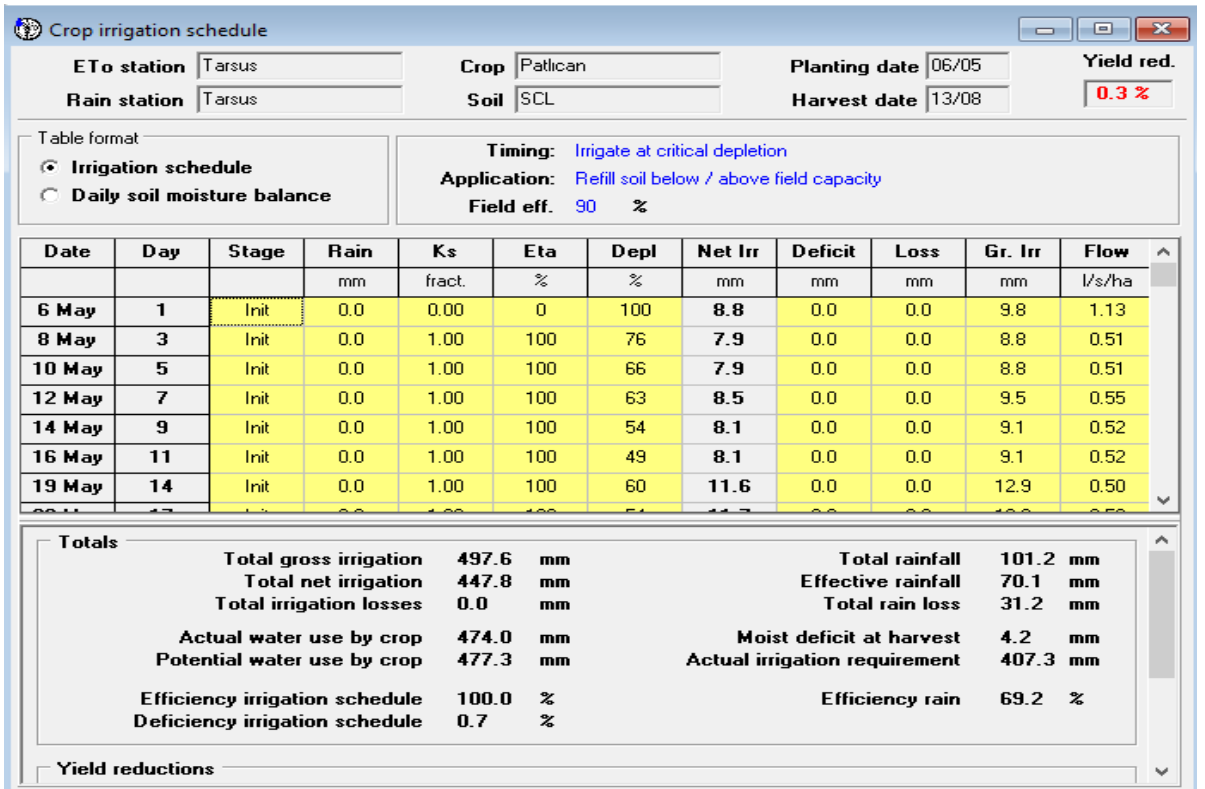 Crop irrigation schedule
ETo station Tarsus Crop Patlıcan Planting date 06/05 Yield red.
Rain station Tarsus Soil SCL Harvest date 13/08 0.3 %
Table format
Irrigation schedule
Daily soil moisture balance
Timing: Irrigate at critical depletion
Application: Refill soil below / above field capacity
Field eff. 90 %
Date Day Stage Rain Ks Eta Depl Net Irr Deficit Loss Gr. Irr Flow
mm fract. % % mm mm mm mm l/s/ha
6 May 1 Init 0.0 0.00 0 100 8.8 0.0 0.0 9.8 1.13
8 May 3 Init 0.0 1.00 100 76 7.9 0.0 0.0 8.8 0.51
10 May 5 Init 0.0 1.00 100 66 7.9 0.0 0.0 8.8 0.51
12 May 7 Init 0.0 1.00 100 63 8.5 0.0 0.0 9.5 0.55
14 May 9 Init 0.0 1.00 100 54 8.1 0.0 0.0 9.1 0.52
16 May 11 Init 0.0 1.00 100 49 8.1 0.0 0.0 9.1 0.52
19 May 14 Init 0.0 1.00 100 60 11.6 0.0 0.0 12.9 0.50
Totals
Total gross irrigation 497.6 mm Total rainfall 101.2 mm
Total net irrigation 447.8 mm Effective rainfall 70.1 mm
Total irrigation losses 0.0 mm Total rain loss 31.2 mm
Actual water use by crop 474.0 mm Moist deficit at harvest 4.2 mm
Potential water use by crop 477.3 mm Actual irrigation requirement 407.3 mm
Efficiency irrigation schedule 100.0 % Efficiency rain 69.2 %
Deficiency irrigation schedule 0.7 %
Yield reductions